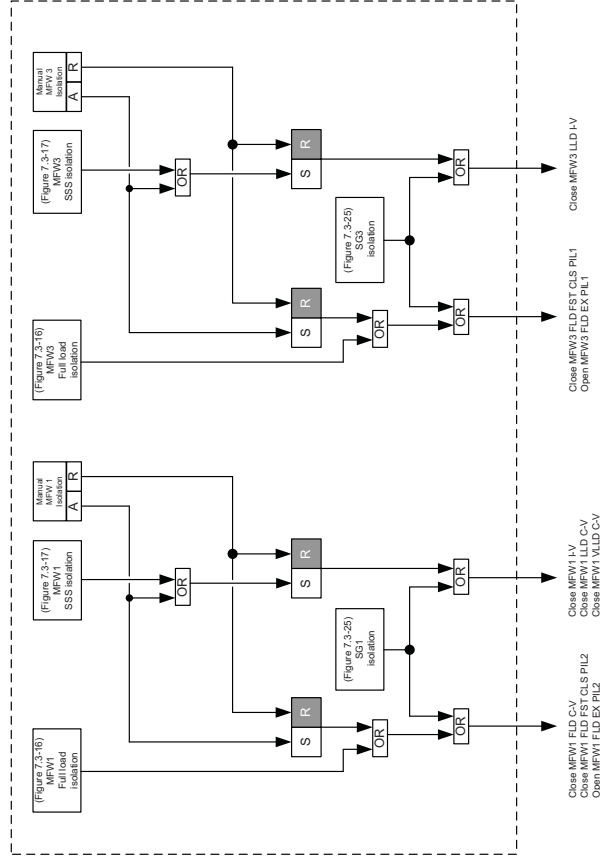 (Figure 7.3-16)
MFW1
Full load
isolation
(Figure 7.3-17)
MFW1
SSS isolation
Manual
MFW 1
Isolation
A
R
OR
S
R
S
R
(Figure 7.3-25)
SG1
isolation
OR
OR
OR
Close MFW1 FLD C-V
Close MFW1 FLD FST CLS PIL2
Open MFW1 FLD EX PIL2
Close MFW1 I-V
Close MFW1 LLD C-V
Close MFW1 VLLD C-V
(Figure 7.3-16)
MFW3
Full load
isolation
(Figure 7.3-17)
MFW3
SSS isolation
Manual
MFW 3
Isolation
A
R
OR
S
R
S
R
(Figure 7.3-25)
SG3
isolation
OR
OR
OR
Close MFW3 FLD FST CLS PIL1
Open MFW3 FLD EX PIL1
Close MFW3 LLD I-V